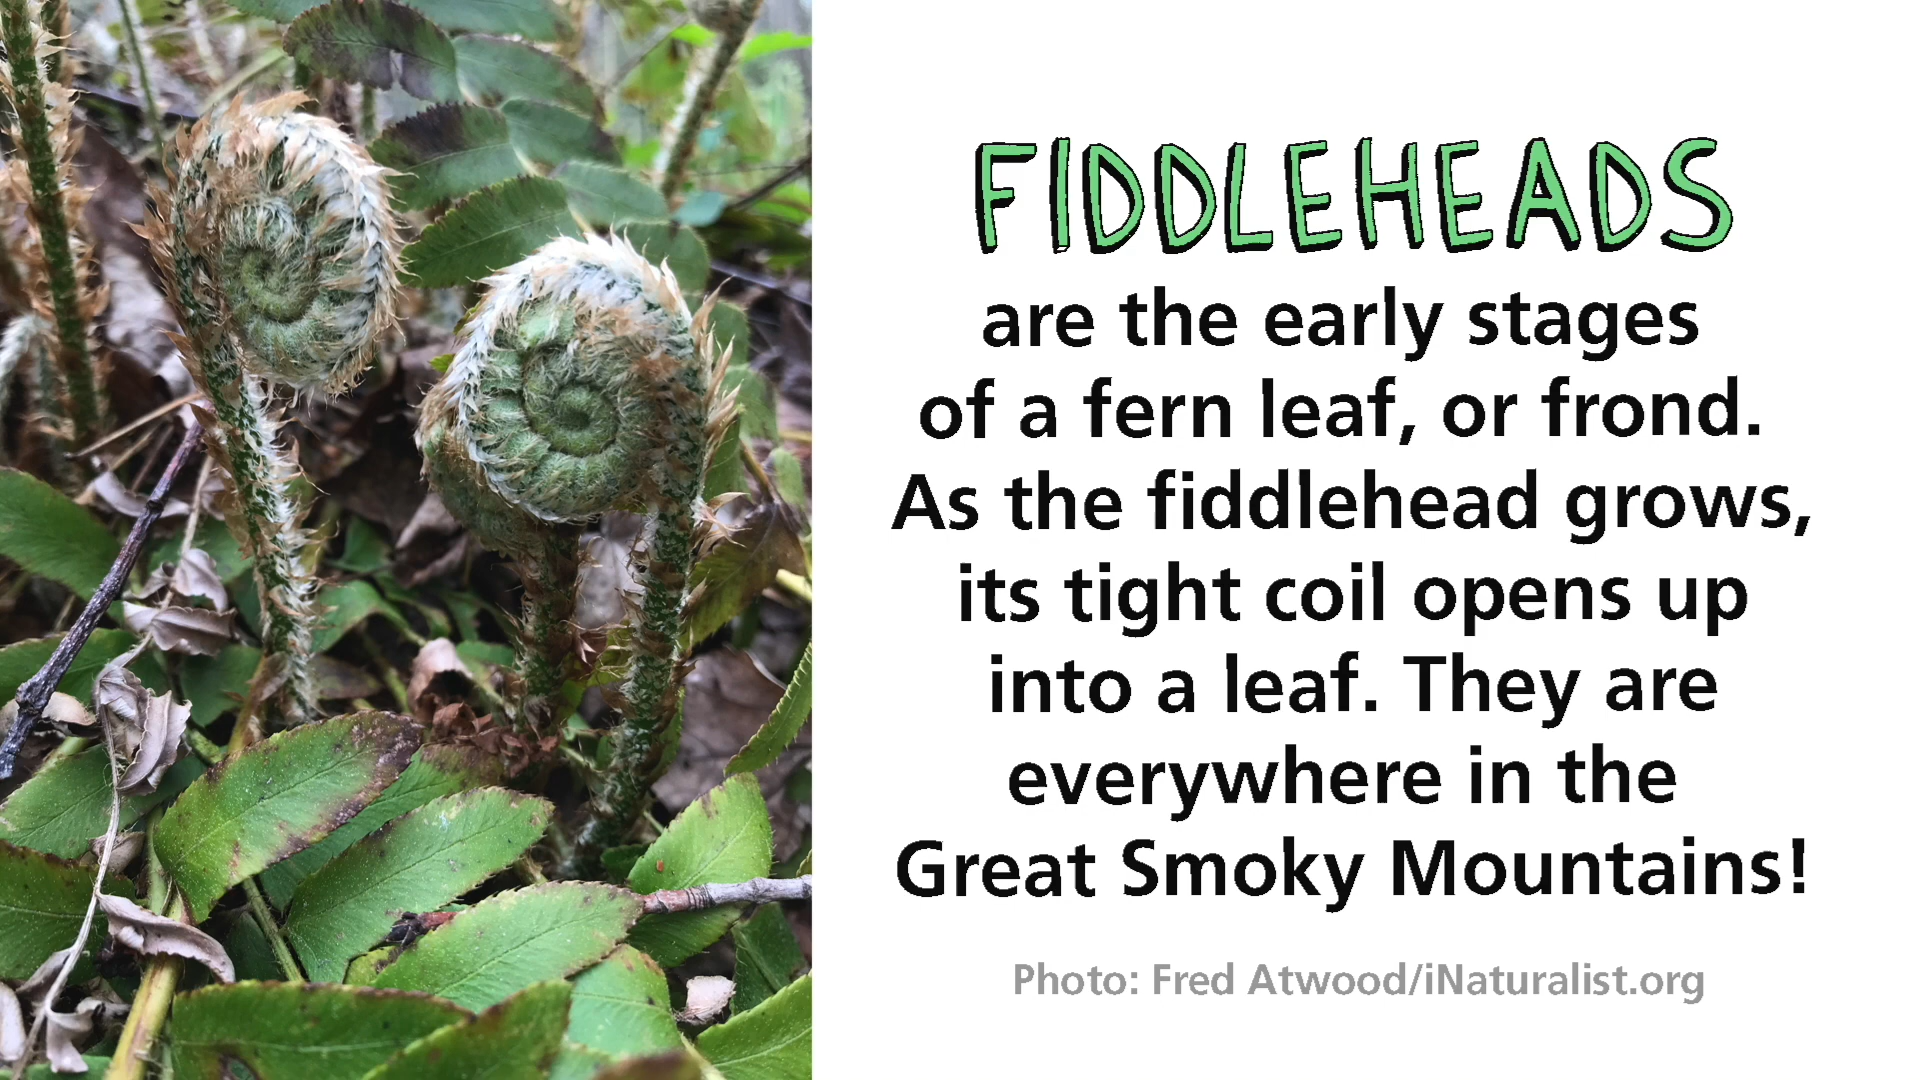 FIDDLEHEADS
are the early stages
of a fern leaf, or frond.
As the fiddlehead grows,
its tight coil opens up
into a leaf. They are
everywhere in the
Great Smoky Mountains!
Photo: Fred Atwood/iNaturalist.org